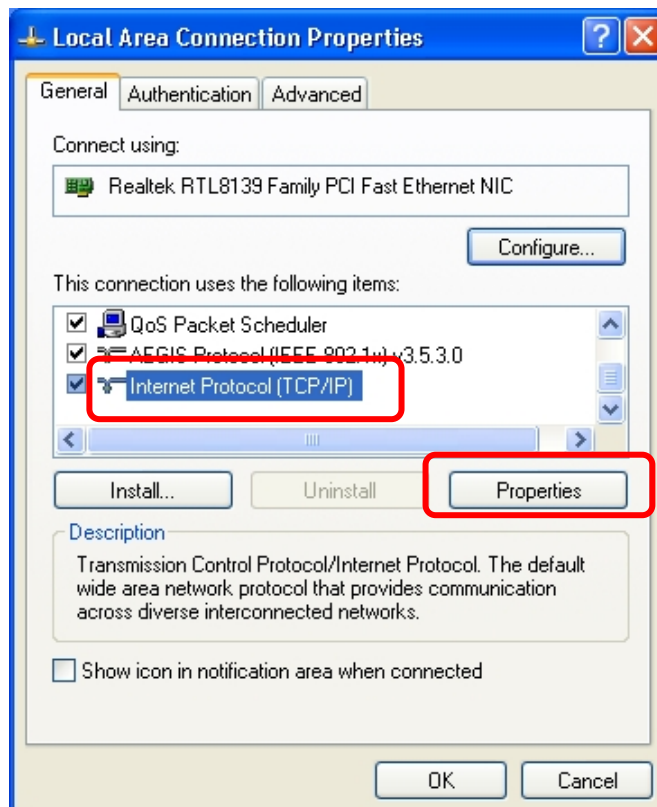 Local Area Connection Properties
General
Authentication
Advanced
Connect using:
Realtek RTL8139 Family PCI Fast Ethernet NIC
Configure...
This connection uses the following items:
QoS Packet Scheduler
AEGIS Protocol (IEEE 802.1x) v3.5.3.0
Internet Protocol (TCP/IP)
Install...
Uninstall
Properties
Description
Transmission Control Protocol/Internet Protocol. The default
wide area network protocol that provides communication
across diverse interconnected networks.
Show icon in notification area when connected
OK
Cancel